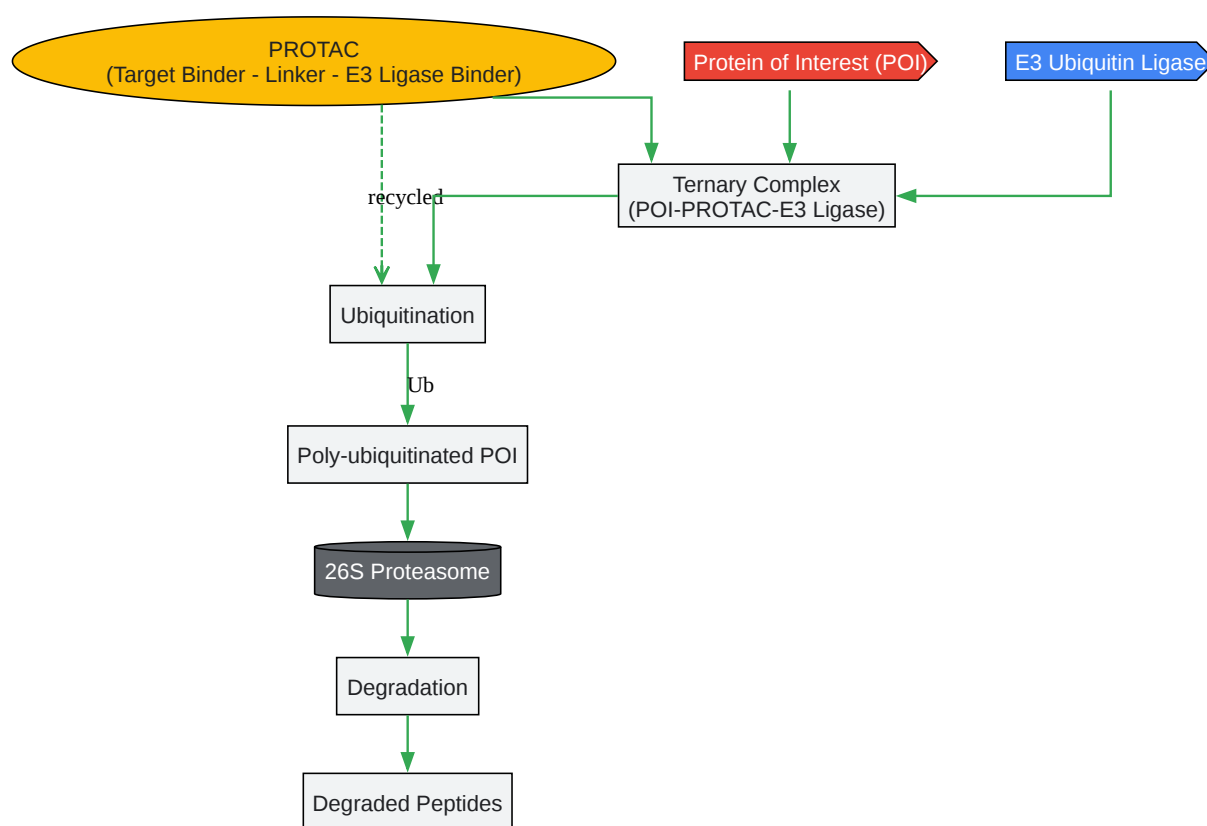 PROTAC
(Target Binder - Linker - E3 Ligase Binder)
Protein of Interest (POI)
E3 Ubiquitin Ligase
Ternary Complex
(POI-PROTAC-E3 Ligase)
recycled
Ubiquitination
Ub
Poly-ubiquitinated POI
26S Proteasome
Degradation
Degraded Peptides